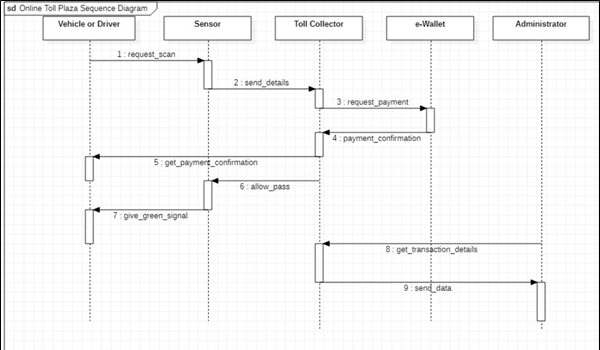 sd Online Toll Plaza Sequence Diagram
Vehicle or Driver Sensor Toll Collector e-Wallet Administrator
1 : request_scan
2 : send_details
3 : request_payment
4 : payment_confirmation
5 : get_payment_confirmation
6 : allow_pass
7 : give_green_signal
8 : get_transaction_details
9 : send_data